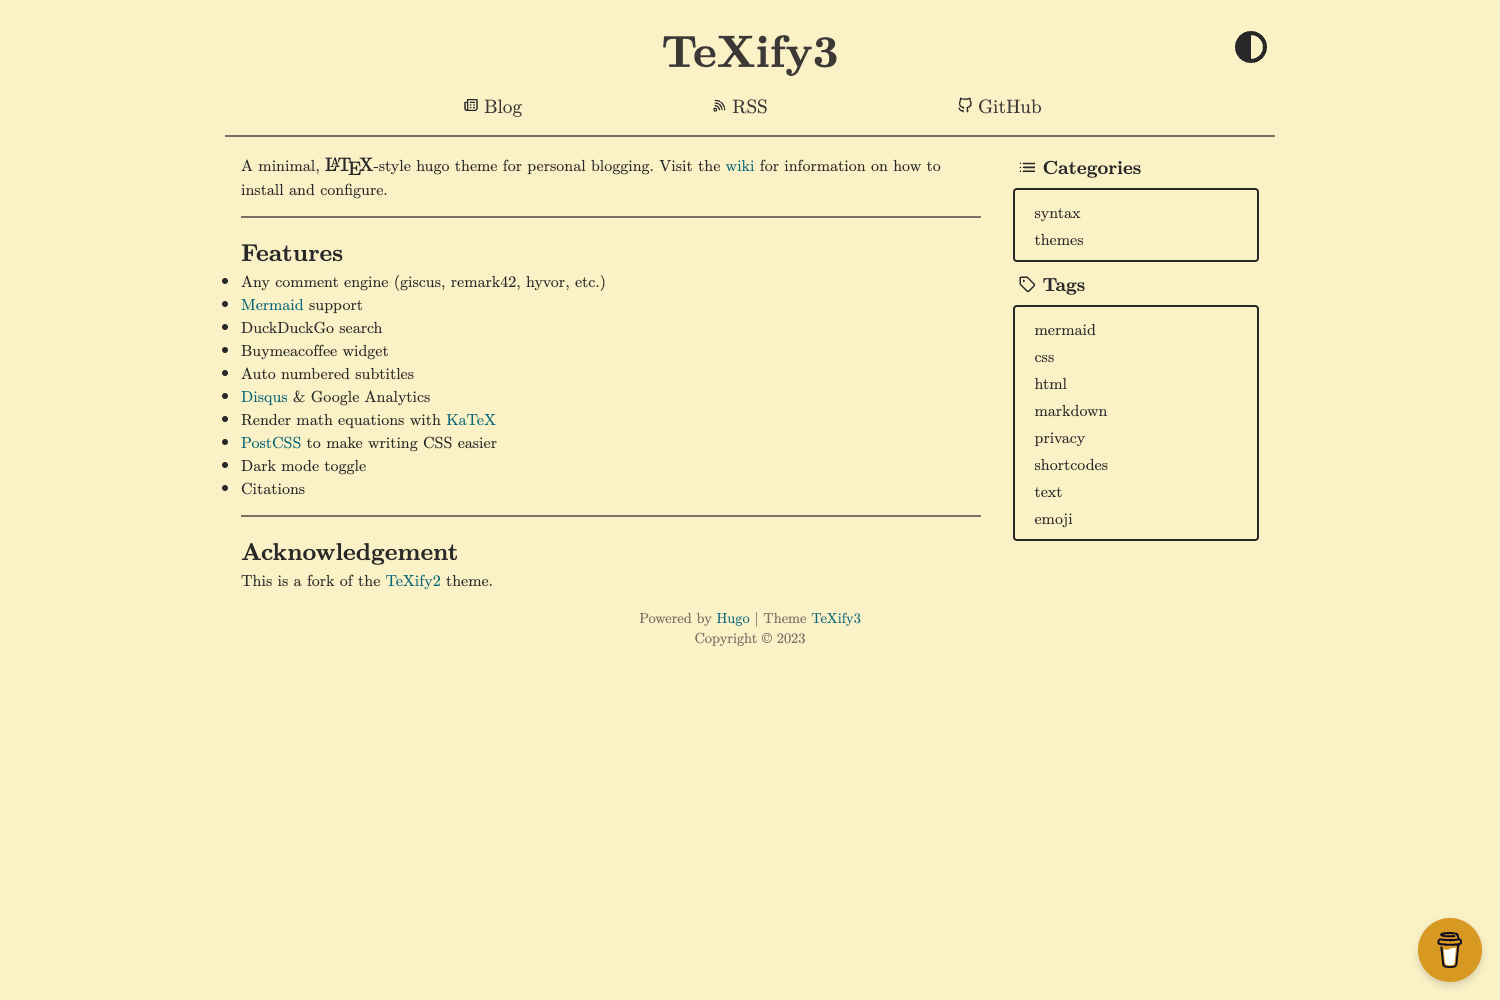 TeXify3
Blog
RSS
GitHub
A minimal, LATEX-style hugo theme for personal blogging. Visit the wiki for information on how to
install and configure.
Features
Any comment engine (giscus, remark42, hyvor, etc.)
Mermaid support
DuckDuckGo search
Buymeacoffee widget
Auto numbered subtitles
Disqus & Google Analytics
Render math equations with KaTeX
PostCSS to make writing CSS easier
Dark mode toggle
Citations
Acknowledgement
This is a fork of the TeXify2 theme.
Categories
syntax
themes
Tags
mermaid
css
html
markdown
privacy
shortcodes
text
emoji
Powered by Hugo | Theme TeXify3
Copyright © 2023